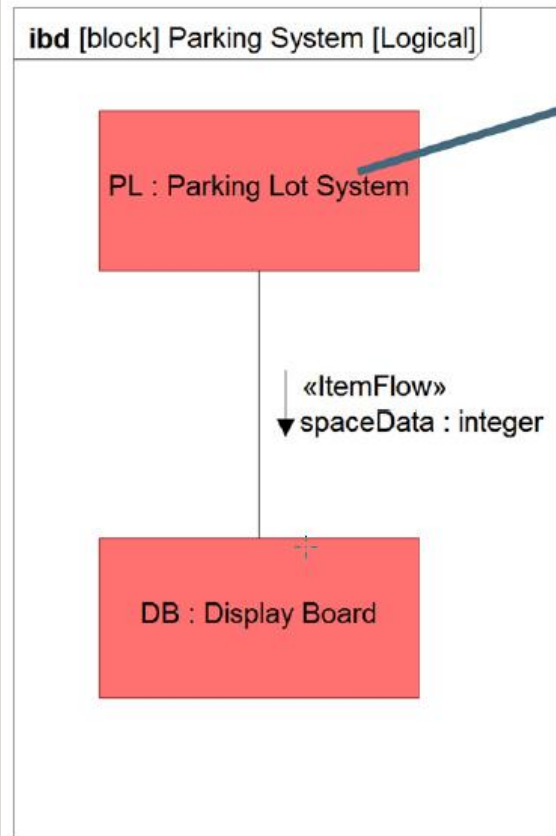 ibd [block] Parking System [Logical]
PL : Parking Lot System
«ItemFlow»
spaceData : integer
DB : Display Board